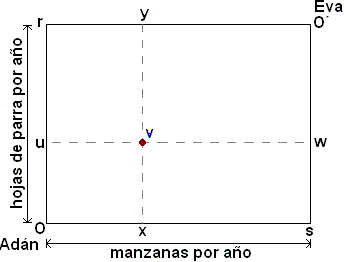 Eva
r y O´
hojas de parra por año
v
u w
O x s
Adán manzanas por año